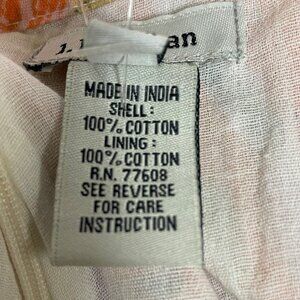 MADE IN INDIA
SHELL:
100% COTTON
LINING:
100% COTTON
R.N. 77608
SEE REVERSE
FOR CARE
INSTRUCTION